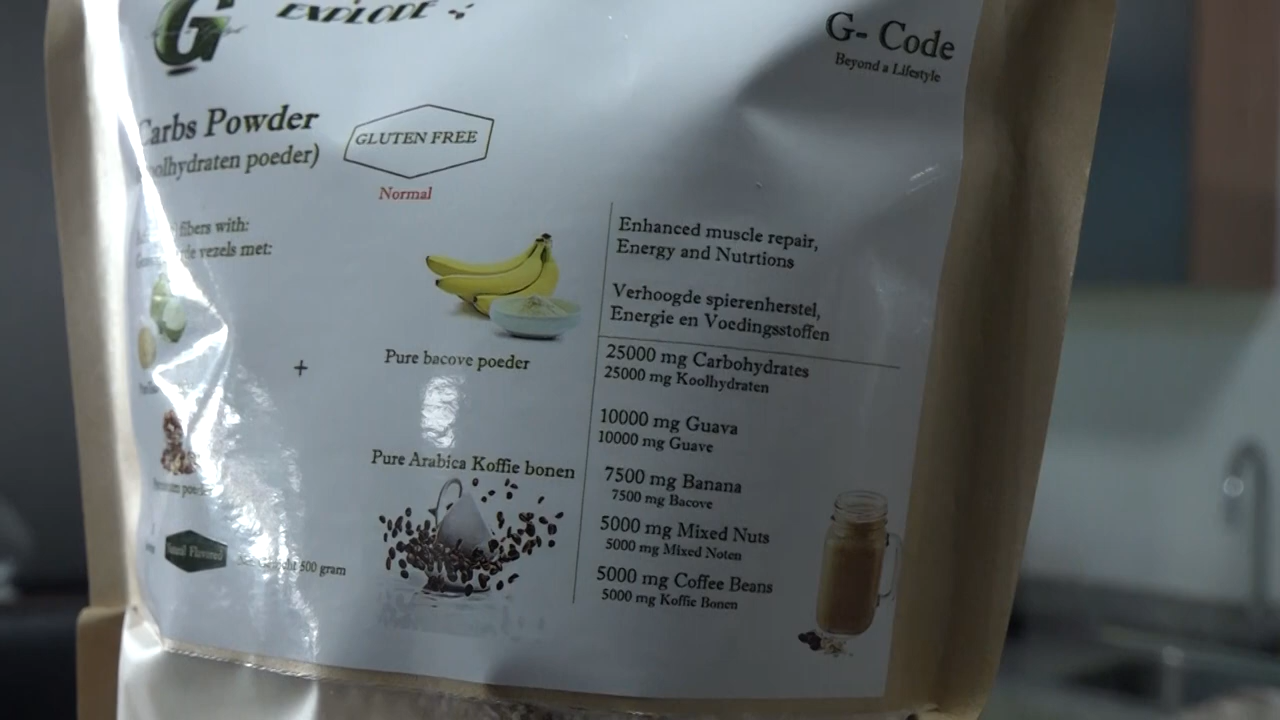 G
EXPLODE
G- Code
Beyond a Lifestyle
Carbs Powder
(koolhydraten poeder)
GLUTEN FREE
Normal
fibers with:
vezels met:
Enhanced muscle repair,
Energy and Nutrtions
Verhoogde spierenherstel,
Energie en Voedingsstoffen
+
Pure bacove poeder
Pure Arabica Koffie bonen
25000 mg Carbohydrates
25000 mg Koolhydraten
10000 mg Guava
10000 mg Guave
7500 mg Banana
7500 mg Bacove
5000 mg Mixed Nuts
5000 mg Mixed Noten
5000 mg Coffee Beans
5000 mg Koffie Bonen
Flavored
500 gram